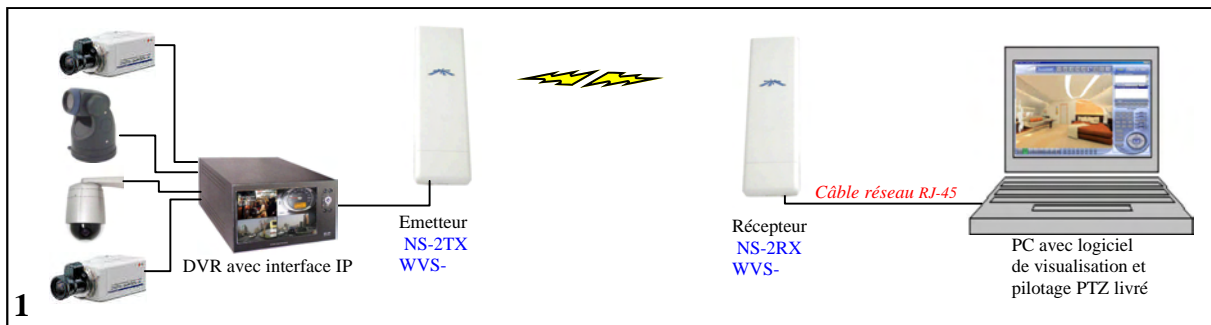 DVR avec interface IP
Emetteur
NS-2TX
WVS-
Récepteur
NS-2RX
WVS-
Câble réseau RJ-45
PC avec logiciel
de visualisation et
pilotage PTZ livré
1